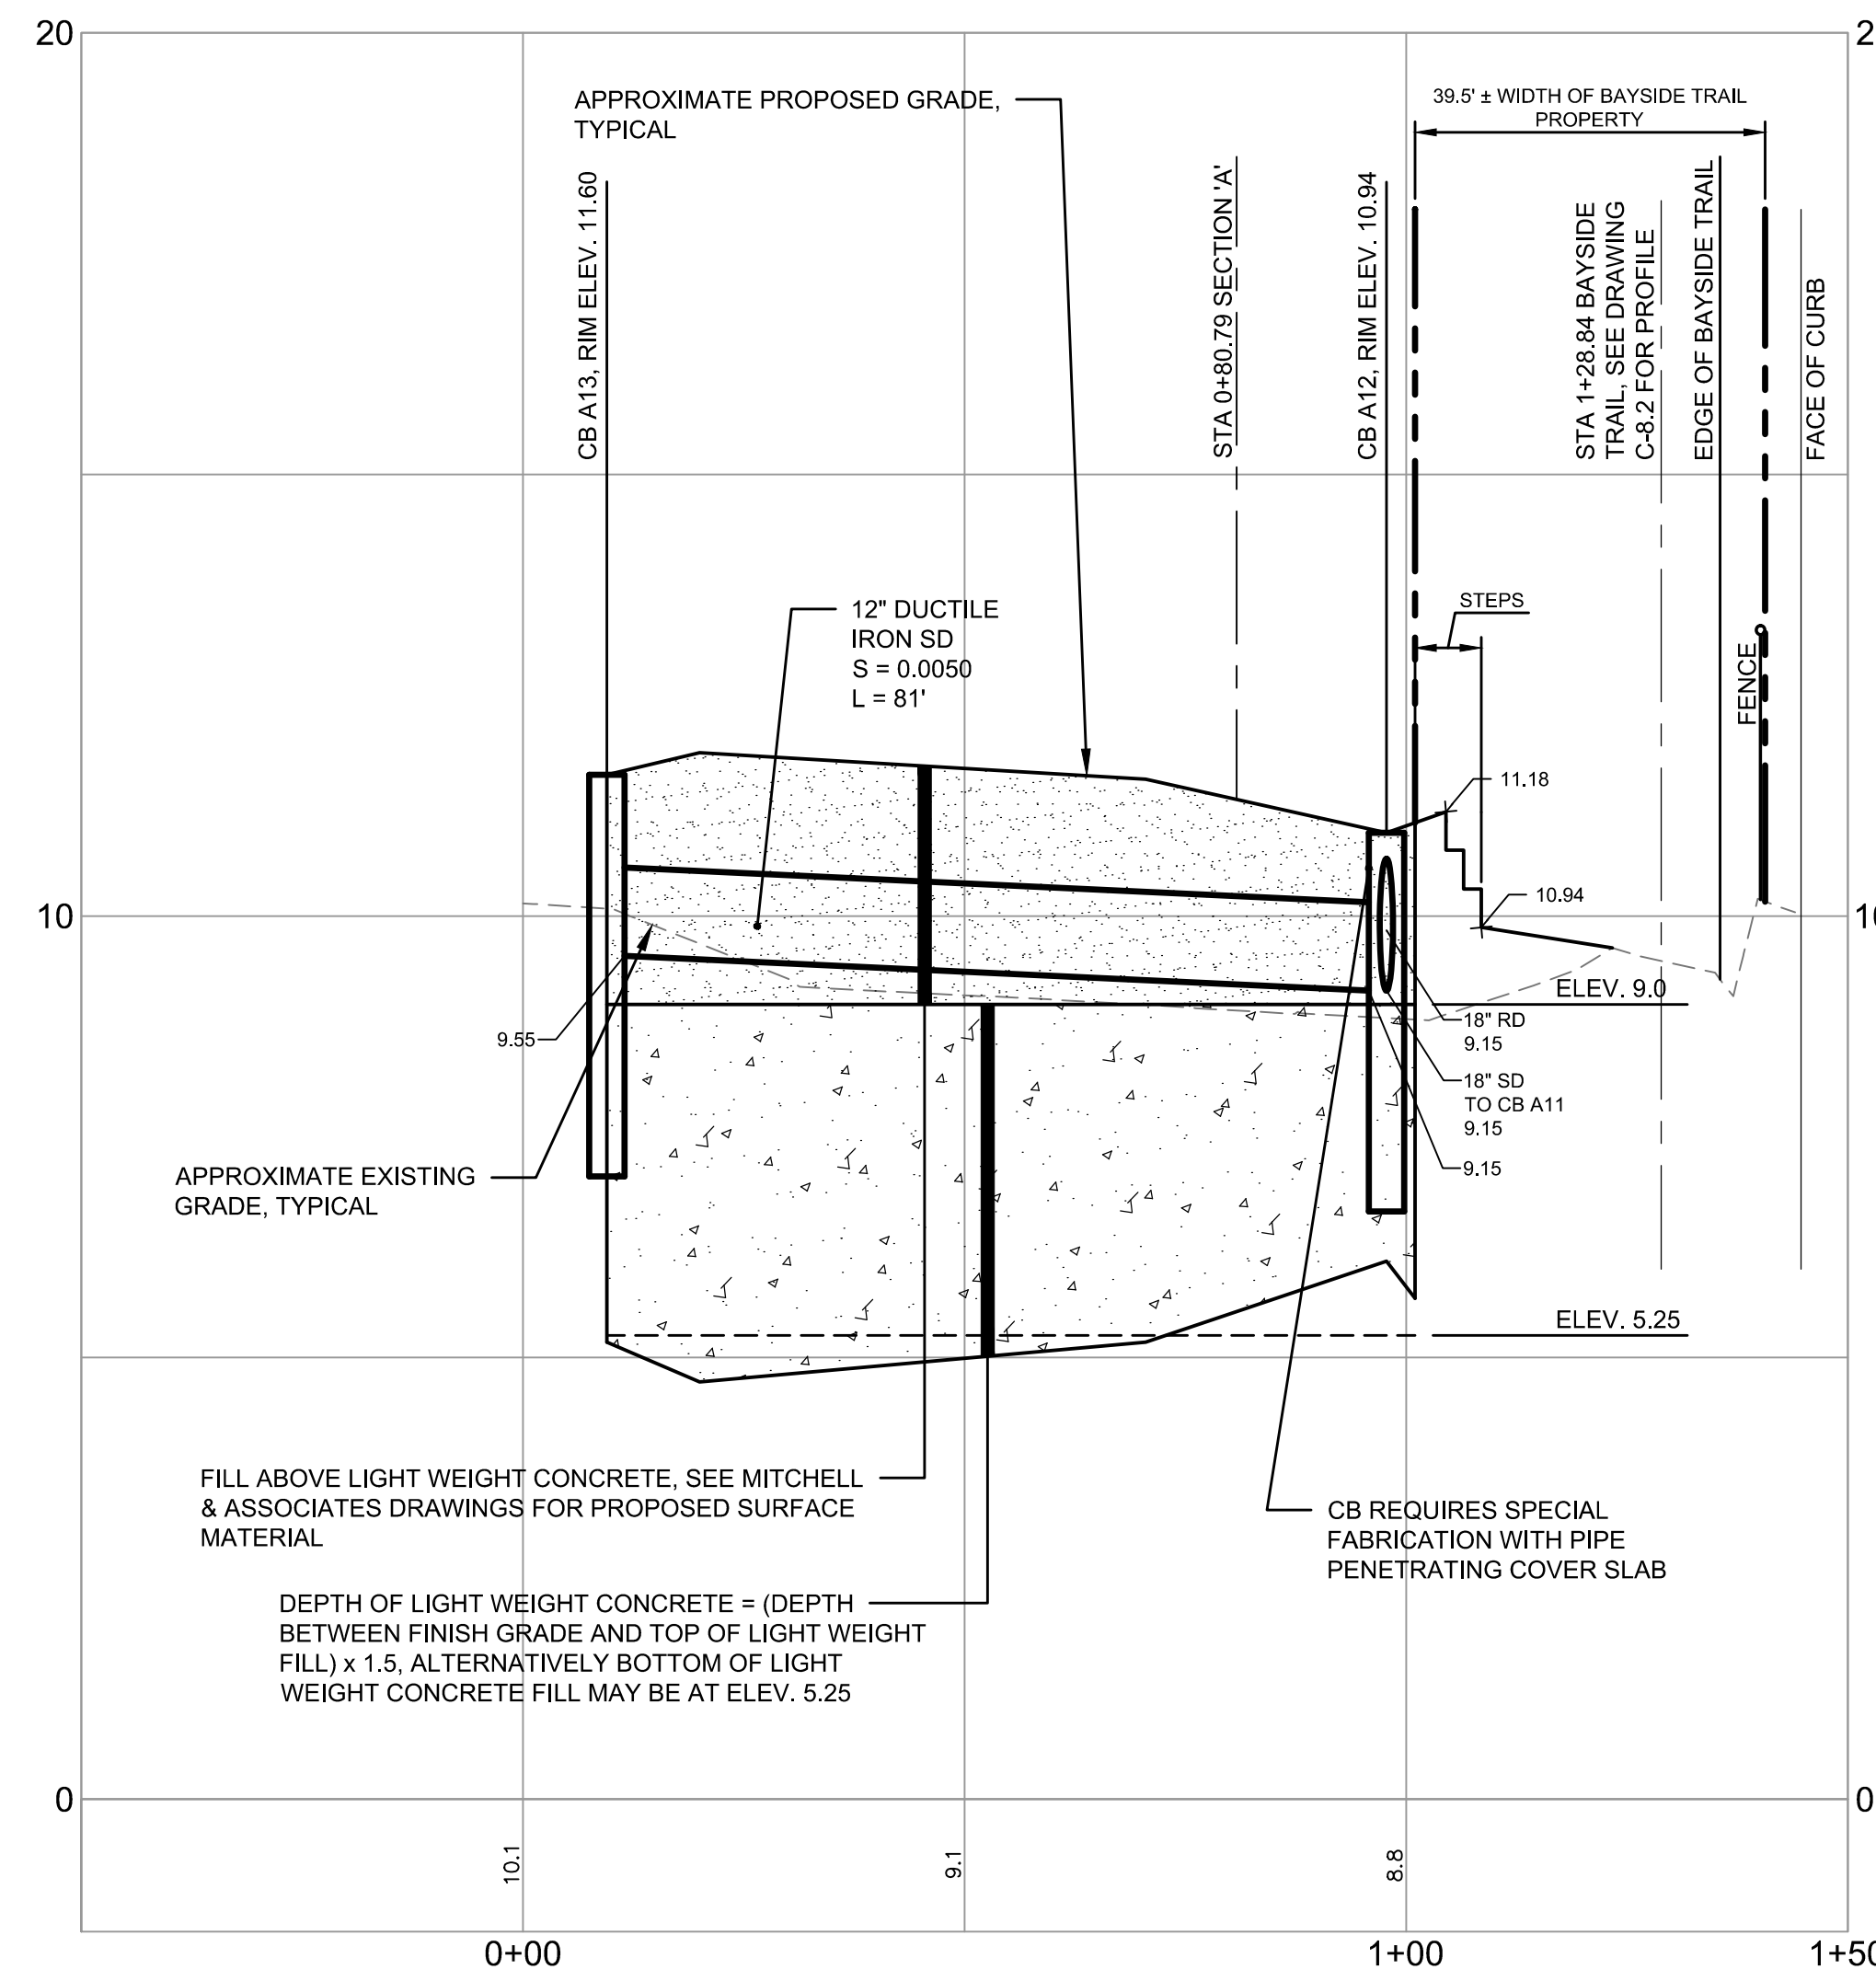 20
2
APPROXIMATE PROPOSED GRADE,
TYPICAL
39.5' ± WIDTH OF BAYSIDE TRAIL
PROPERTY
CB A13, RIM ELEV. 11.60
STA 0+80.79 SECTION 'A'
CB A12, RIM ELEV. 10.94
STA 1+28.84 BAYSIDE
TRAIL, SEE DRAWING
C-8.2 FOR PROFILE
EDGE OF BAYSIDE TRAIL
FACE OF CURB
12" DUCTILE
IRON SD
S = 0.0050
L = 81'
STEPS
FENCE
11.18
10.94
10
10
ELEV. 9.0
9.55
18" RD
9.15
18" SD
TO CB A11
9.15
9.15
APPROXIMATE EXISTING
GRADE, TYPICAL
ELEV. 5.25
FILL ABOVE LIGHT WEIGHT CONCRETE, SEE MITCHELL
& ASSOCIATES DRAWINGS FOR PROPOSED SURFACE
MATERIAL
CB REQUIRES SPECIAL
FABRICATION WITH PIPE
PENETRATING COVER SLAB
DEPTH OF LIGHT WEIGHT CONCRETE = (DEPTH
BETWEEN FINISH GRADE AND TOP OF LIGHT WEIGHT
FILL) x 1.5, ALTERNATIVELY BOTTOM OF LIGHT
WEIGHT CONCRETE FILL MAY BE AT ELEV. 5.25
0
0
10.1
9.1
8.8
0+00
1+00
1+50